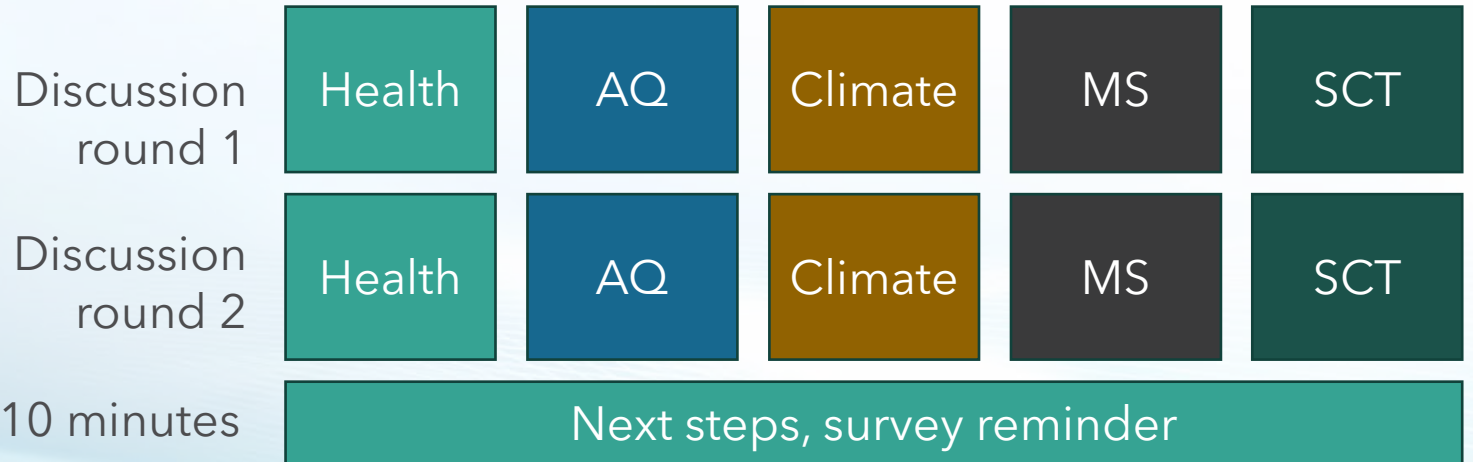 Discussion
round 1
Health
AQ
Climate
MS
SCT
Discussion
round 2
Health
AQ
Climate
MS
SCT
10 minutes
Next steps, survey reminder